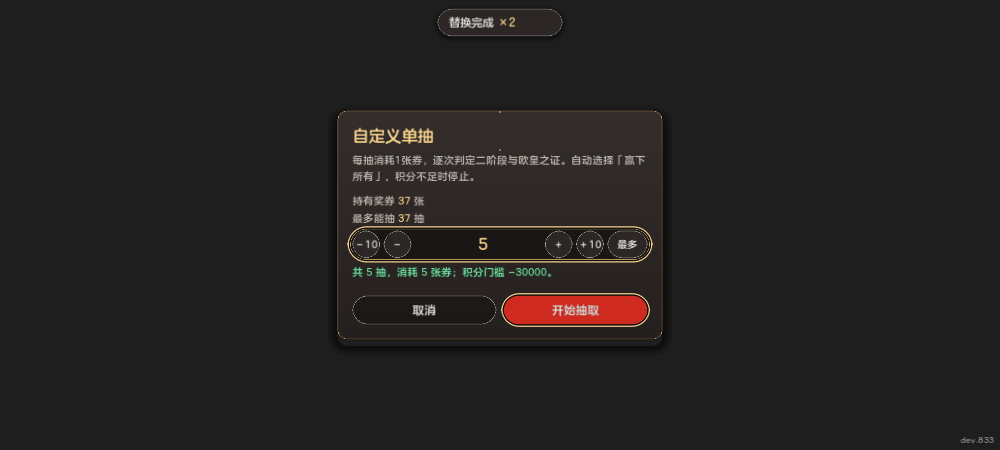 替换完成 ×2
自定义单抽
每抽消耗1张券，逐次判定二阶段与欧皇之证。自动选择「赢下
所有」，积分不足时停止。
持有奖券 37 张
最多能抽 37 抽
−10 − 5 + +10 最多
共 5 抽，消耗 5 张券；积分门槛 −30000。
取消 开始抽取
dev.833